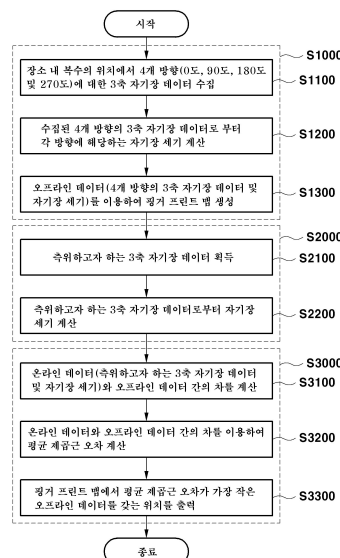 시작
S1000
장소 내 복수의 위치에서 4개 방향(0도, 90도, 180도
및 270도)에 대한 3축 자기장 데이터 수집
S1100
수집된 4개 방향의 3축 자기장 데이터로 부터
각 방향에 해당하는 자기장 세기 계산
S1200
오프라인 데이터(4개 방향의 3축 자기장 데이터 및
자기장 세기)를 이용하여 핑거 프린트 맵 생성
S1300
S2000
측위하고자 하는 3축 자기장 데이터 획득
S2100
측위하고자 하는 3축 자기장 데이터로부터 자기장
세기 계산
S2200
S3000
온라인 데이터(측위하고자 하는 3축 자기장 데이터
및 자기장 세기)와 오프라인 데이터 간의 차를 계산
S3100
온라인 데이터와 오프라인 데이터 간의 차를 이용하여
평균 제곱근 오차 계산
S3200
핑거 프린트 맵에서 평균 제곱근 오차가 가장 작은
오프라인 데이터를 갖는 위치를 출력
S3300
종료